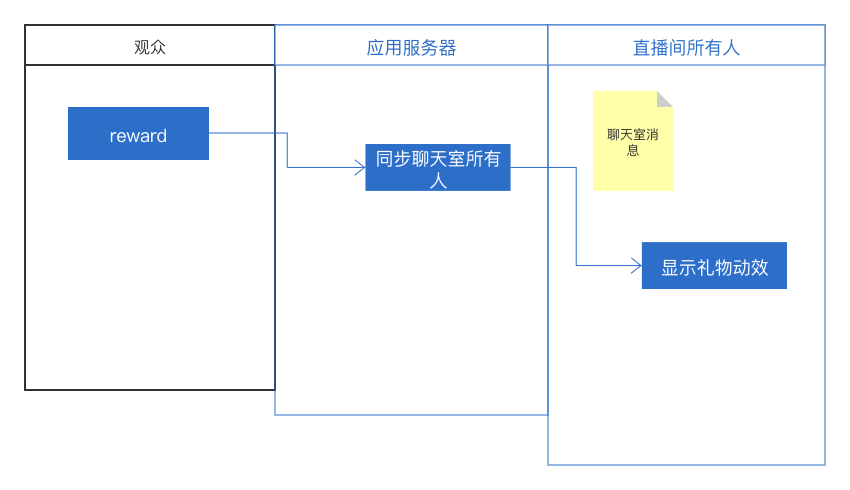 观众
应用服务器
直播间所有人
reward
同步聊天室所有
人
聊天室消
息
显示礼物动效